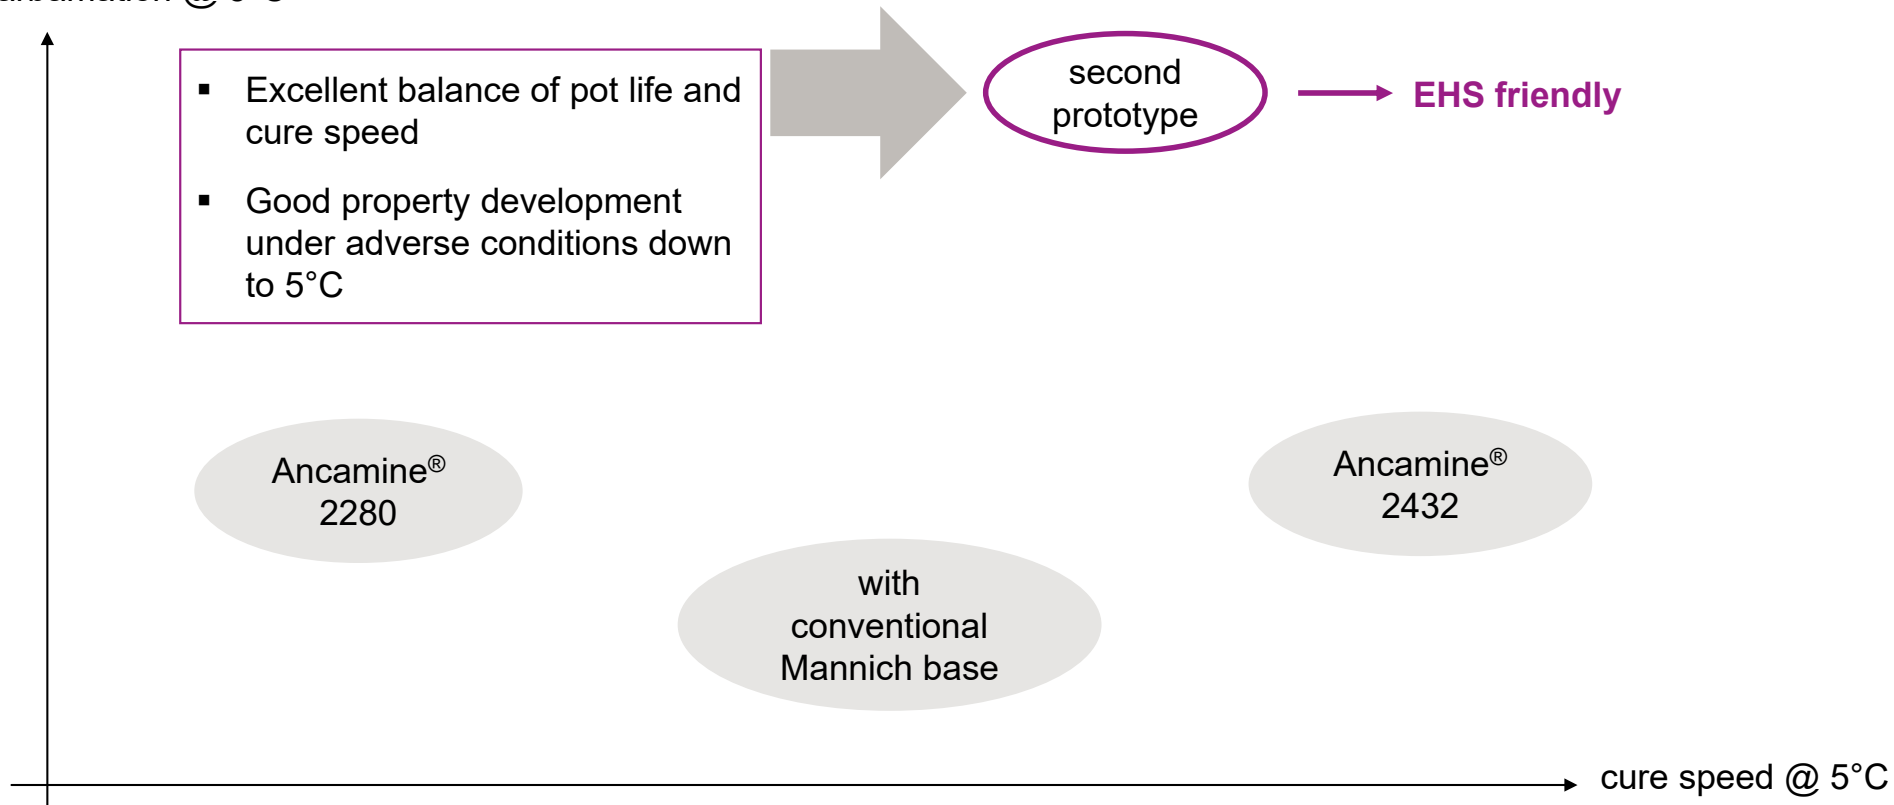 Excellent balance of pot life and
cure speed
Good property development
under adverse conditions down
to 5°C
second
prototype
EHS friendly
Ancamine®
2280
Ancamine®
2432
with
conventional
Mannich base
cure speed @ 5°C